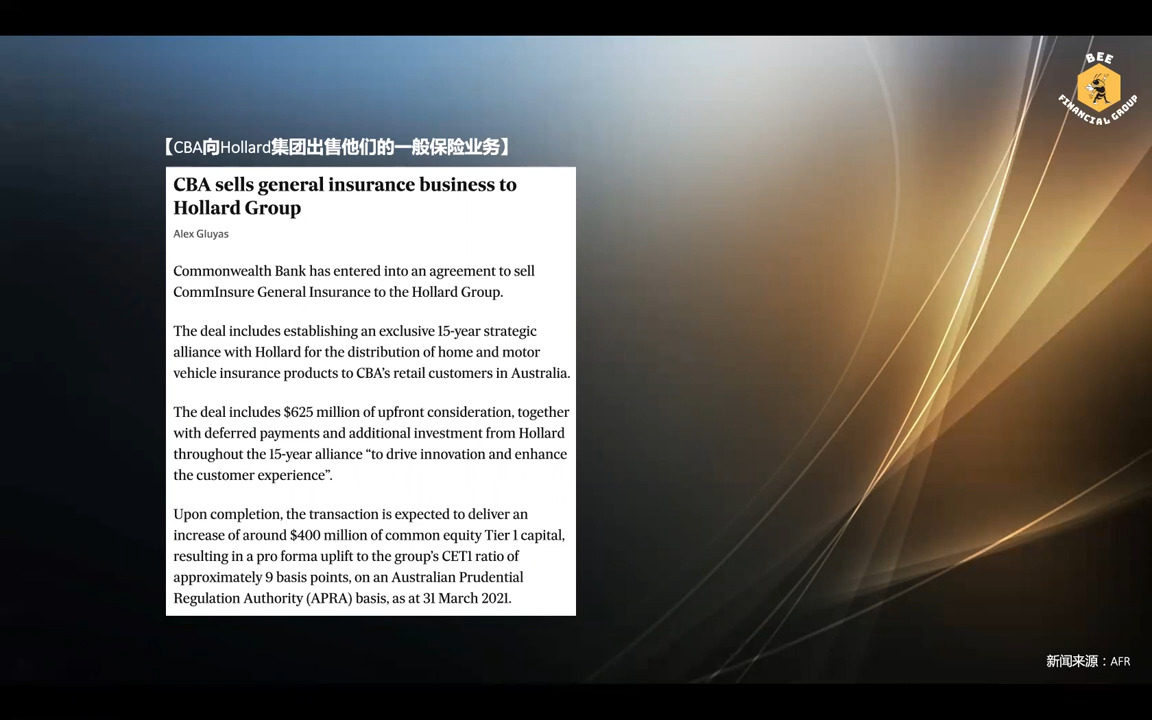 BEE
FINANCIAL GROUP
【CBA向Hollard集团出售他们的一般保险业务】
CBA sells general insurance business to
Hollard Group
Alex Gluyas
Commonwealth Bank has entered into an agreement to sell
CommInsure General Insurance to the Hollard Group.
The deal includes establishing an exclusive 15-year strategic
alliance with Hollard for the distribution of home and motor
vehicle insurance products to CBA’s retail customers in Australia.
The deal includes $625 million of upfront consideration, together
with deferred payments and additional investment from Hollard
throughout the 15-year alliance “to drive innovation and enhance
the customer experience”.
Upon completion, the transaction is expected to deliver an
increase of around $400 million of common equity Tier 1 capital,
resulting in a pro forma uplift to the group’s CET1 ratio of
approximately 9 basis points, on an Australian Prudential
Regulation Authority (APRA) basis, as at 31 March 2021.
新闻来源：AFR